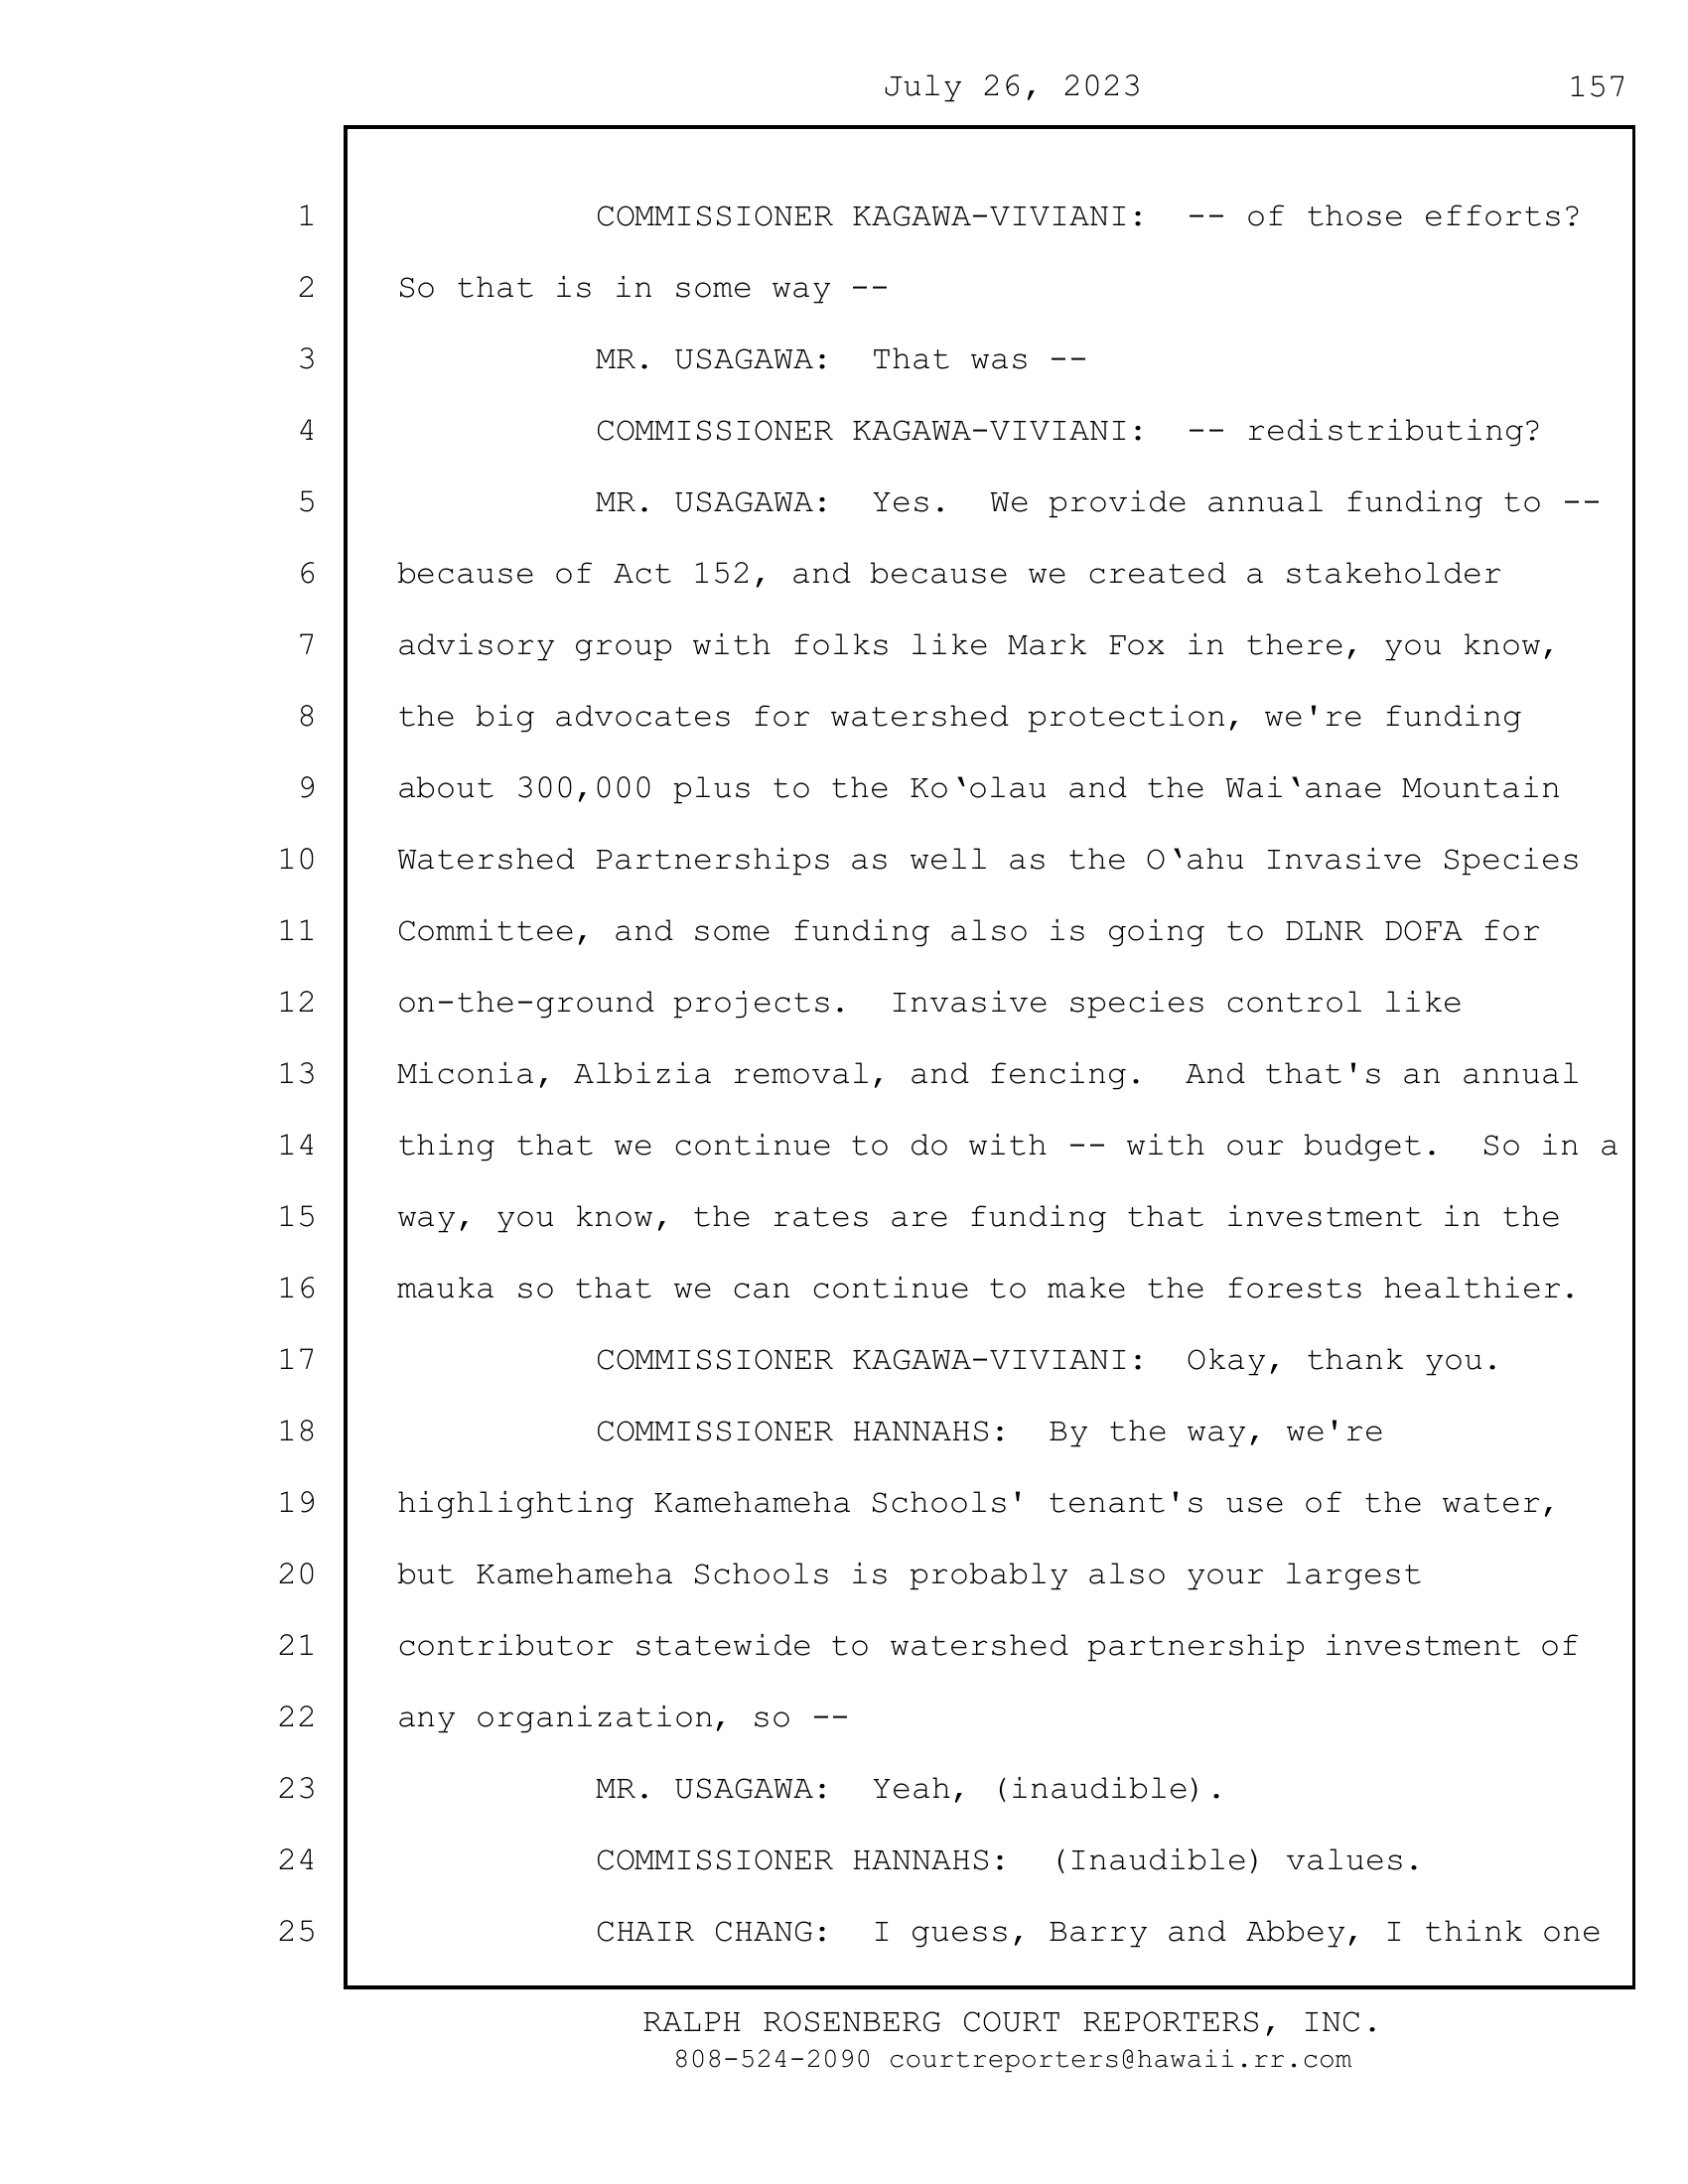 July 26, 2023 157
1 COMMISSIONER KAGAWA-VIVIANI:  -- of those efforts?
2 So that is in some way --
3 MR. USAGAWA:  That was --
4 COMMISSIONER KAGAWA-VIVIANI:  -- redistributing?
5 MR. USAGAWA:  Yes.  We provide annual funding to --
6 because of Act 152, and because we created a stakeholder
7 advisory group with folks like Mark Fox in there, you know,
8 the big advocates for watershed protection, we're funding
9 about 300,000 plus to the Ko‘olau and the Wai‘anae Mountain
10 Watershed Partnerships as well as the O‘ahu Invasive Species
11 Committee, and some funding also is going to DLNR DOFA for
12 on-the-ground projects.  Invasive species control like
13 Miconia, Albizia removal, and fencing.  And that's an annual
14 thing that we continue to do with -- with our budget.  So in a
15 way, you know, the rates are funding that investment in the
16 mauka so that we can continue to make the forests healthier.
17 COMMISSIONER KAGAWA-VIVIANI:  Okay, thank you.
18 COMMISSIONER HANNAHS:  By the way, we're
19 highlighting Kamehameha Schools' tenant's use of the water,
20 but Kamehameha Schools is probably also your largest
21 contributor statewide to watershed partnership investment of
22 any organization, so --
23 MR. USAGAWA:  Yeah, (inaudible).
24 COMMISSIONER HANNAHS:  (Inaudible) values.
25 CHAIR CHANG:  I guess, Barry and Abbey, I think one
RALPH ROSENBERG COURT REPORTERS, INC.
808-524-2090 courtreporters@hawaii.rr.com